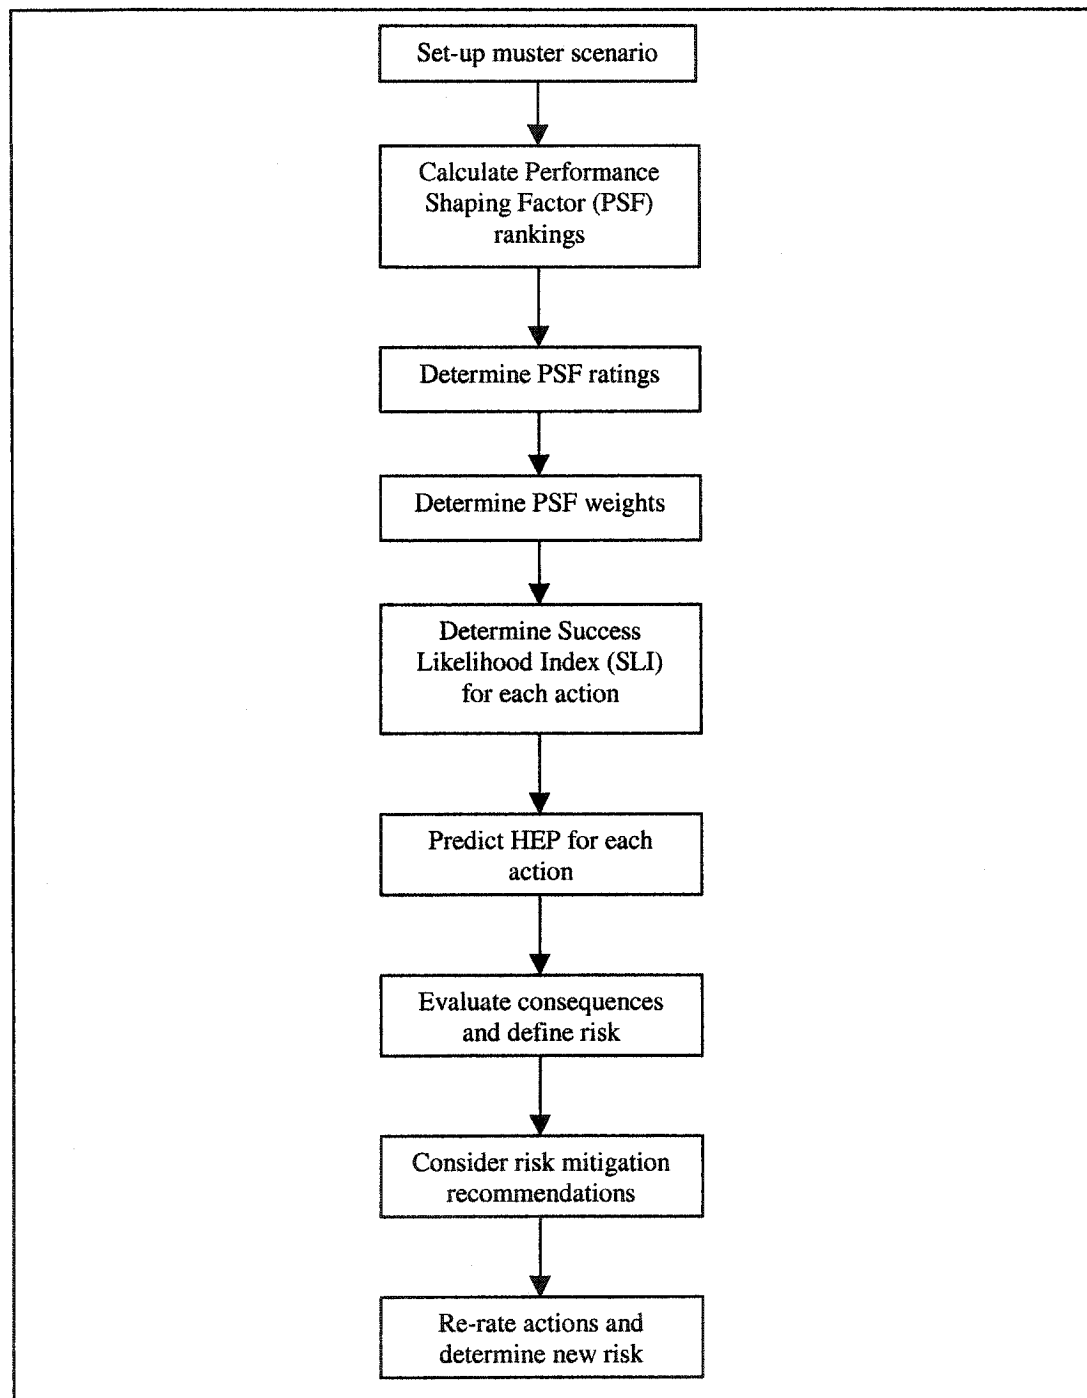 Set-up muster scenario
Calculate Performance
Shaping Factor (PSF)
rankings
Determine PSF ratings
Determine PSF weights
Determine Success
Likelihood Index (SLI)
for each action
Predict HEP for each
action
Evaluate consequences
and define risk
Consider risk mitigation
recommendations
Re-rate actions and
determine new risk